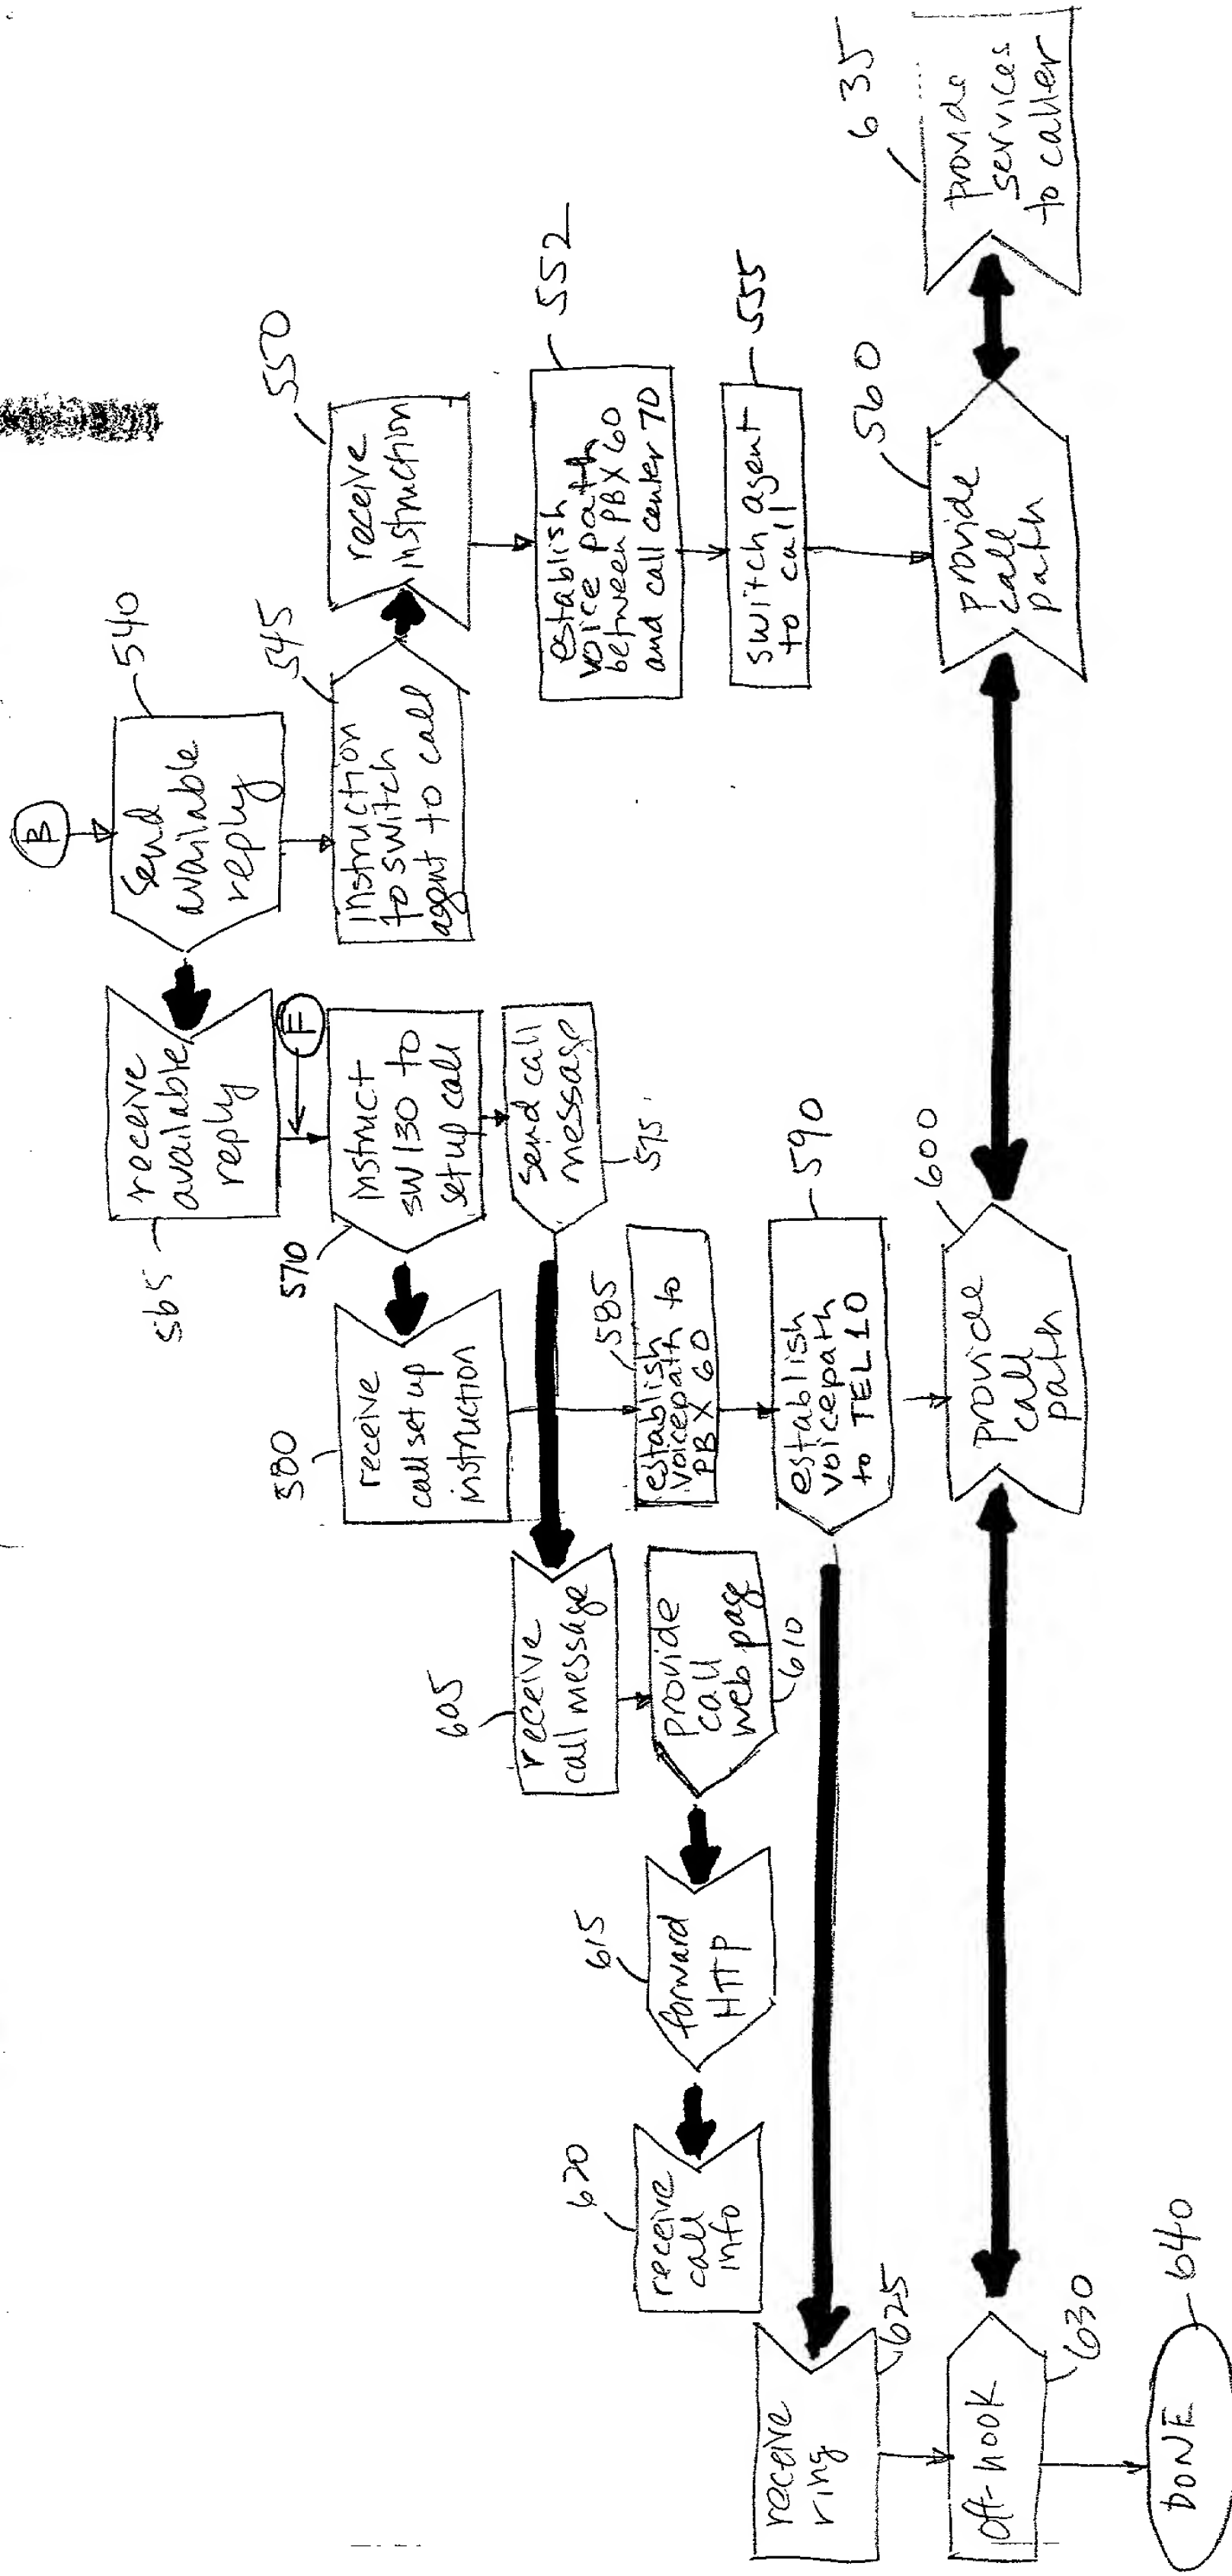 B
540
Send
available
reply
545
instruction
to switch
agent to call
550
receive
instruction
552
establish
voice path
between PBX 60
and call center 70
555
switch agent
to call
560
provide
call
path
635
provide
services
to caller
565
receive
available
reply
F
570
instruct
SW 130 to
setup call
575
send call
message
580
receive
call set up
instruction
585
establish
voicepath to
PBX 60
590
establish
voicepath
to TEL 10
600
provide
call
path
605
receive
call message
610
provide
call
web page
615
forward
HTTP
620
receive
call
info
625
receive
ring
630
off-hook
640
DONE